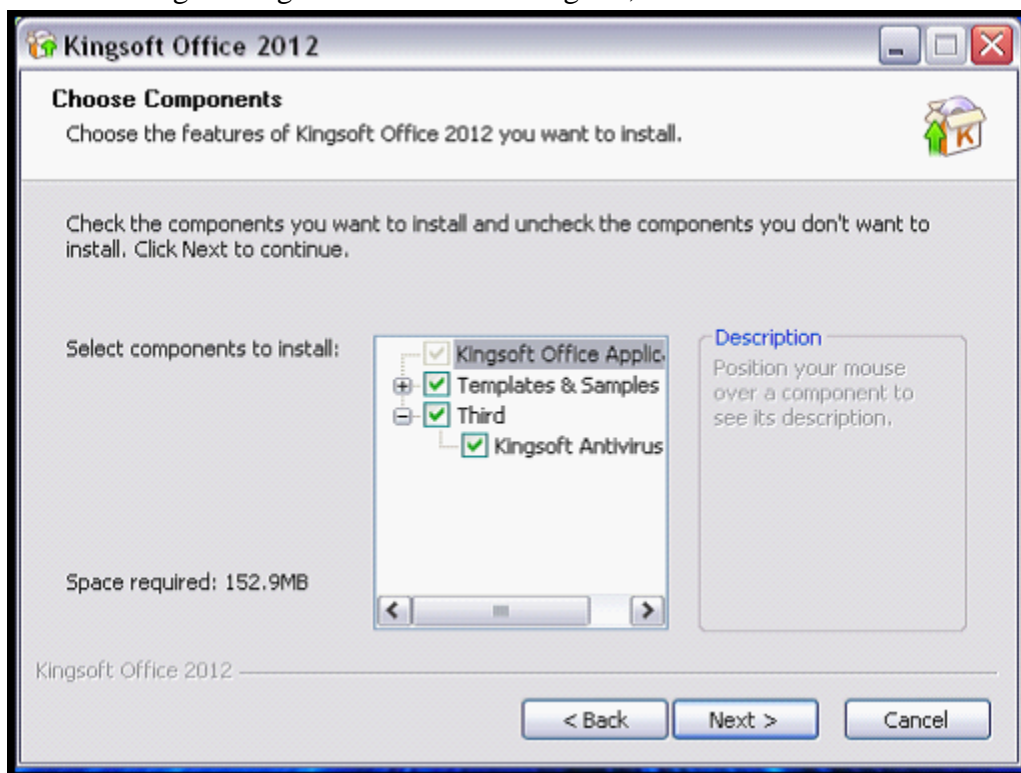 Kingsoft Office 2012
Choose Components
Choose the features of Kingsoft Office 2012 you want to install.
K
Check the components you want to install and uncheck the components you don't want to
install. Click Next to continue.
Select components to install:
Kingsoft Office Applic
Templates & Samples
Third
Kingsoft Antivirus
Description
Position your mouse
over a component to
see its description.
Space required: 152.9MB
Kingsoft Office 2012
< Back
Next >
Cancel